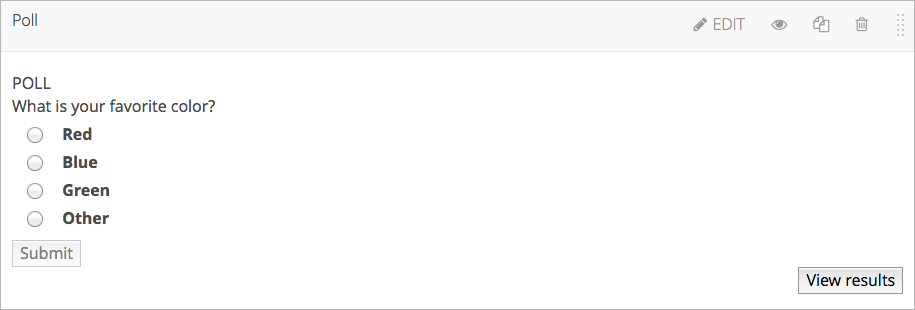 Poll
EDIT
POLL
What is your favorite color?
Red
Blue
Green
Other
Submit
View results